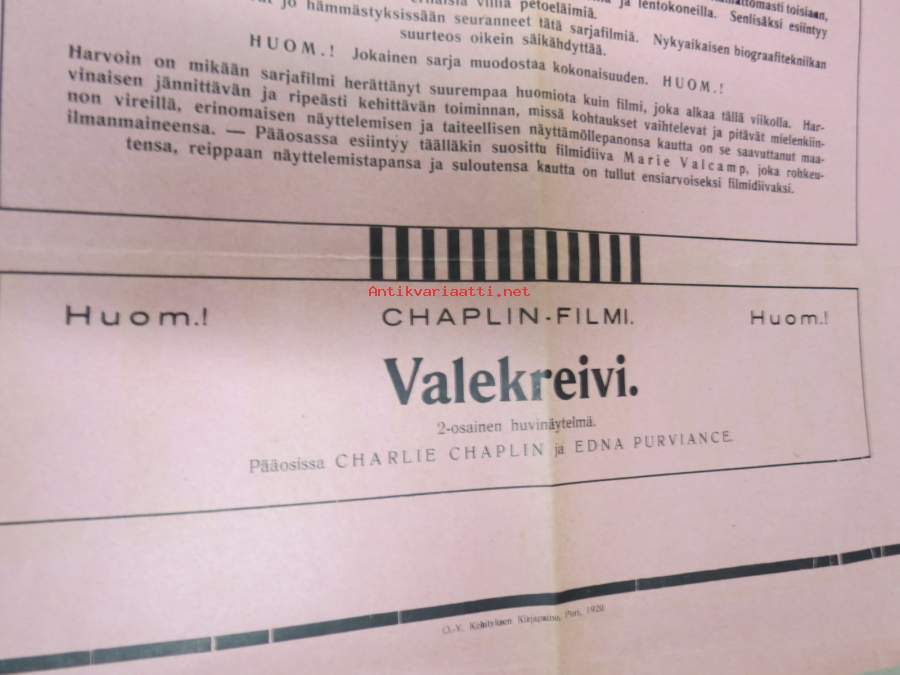 toisiaan,
petoeläimiä. ja lentokoneilla. Senlisäksi esiintyy
jo hämmästyksissään seuranneet tätä sarjafilmiä. Nykyaikaisen biograafitekniikan
suurteos oikein säikähdyttää.
HUOM.! Jokainen sarja muodostaa kokonaisuuden. HUOM.!
Harvoin on mikään sarjafilmi herättänyt suurempaa huomiota kuin filmi, joka alkaa tällä viikolla. Har-
vinaisen jännittävän ja ripeästi kehittävän toiminnan, missä kohtaukset vaihtelevat ja pitävät mielenkiin-
non vireillä, erinomaisen näyttelemisen ja taiteellisen näyttämöllepanonsa kautta on se saavuttanut maa-
ilmanmaineensa. — Pääosassa esiintyy täälläkin suosittu filmidiiva Marie Valcamp, joka rohkeu-
tensa, reippaan näyttelemistapansa ja suloutensa kautta on tullut ensiarvoiseksi filmidiivaksi.
Antikvariaatti.net
Huom.! CHAPLIN-FILMI. Huom.!
Valekreivi.
2-osainen huvinäytelmä.
Pääosissa CHARLIE CHAPLIN ja EDNA PURVIANCE.
O.-Y. Kehityksen Kirjapaino, Pori, 1920.